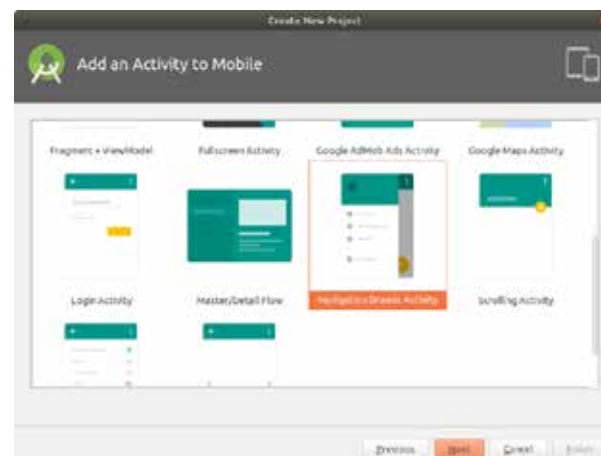 Create New Project
Add an Activity to Mobile
Fragment + ViewModel
Fullscreen Activity
Google AdMob Ads Activity
Google Maps Activity
Login Activity
Master/Detail Flow
Navigation Drawer Activity
Scrolling Activity
Previous
Next
Cancel
Finish